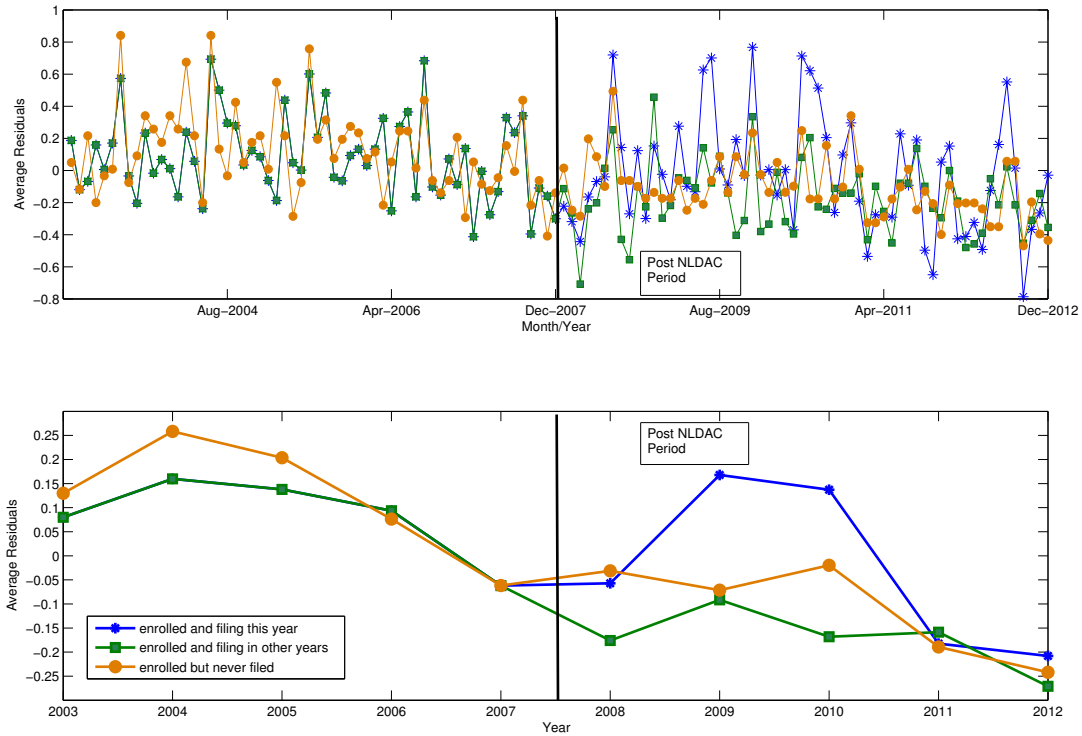 1
0.8
0.6
0.4
0.2
0
−0.2
−0.4
−0.6
−0.8
Average Residuals
Post NLDAC
Period
Aug−2004
Apr−2006
Dec−2007
Aug−2009
Apr−2011
Dec−2012
Month/Year
0.25
0.2
0.15
0.1
0.05
0
−0.05
−0.1
−0.15
−0.2
−0.25
Average Residuals
Post NLDAC
Period
enrolled and filing this year
enrolled and filing in other years
enrolled but never filed
2003
2004
2005
2006
2007
2008
2009
2010
2011
2012
Year